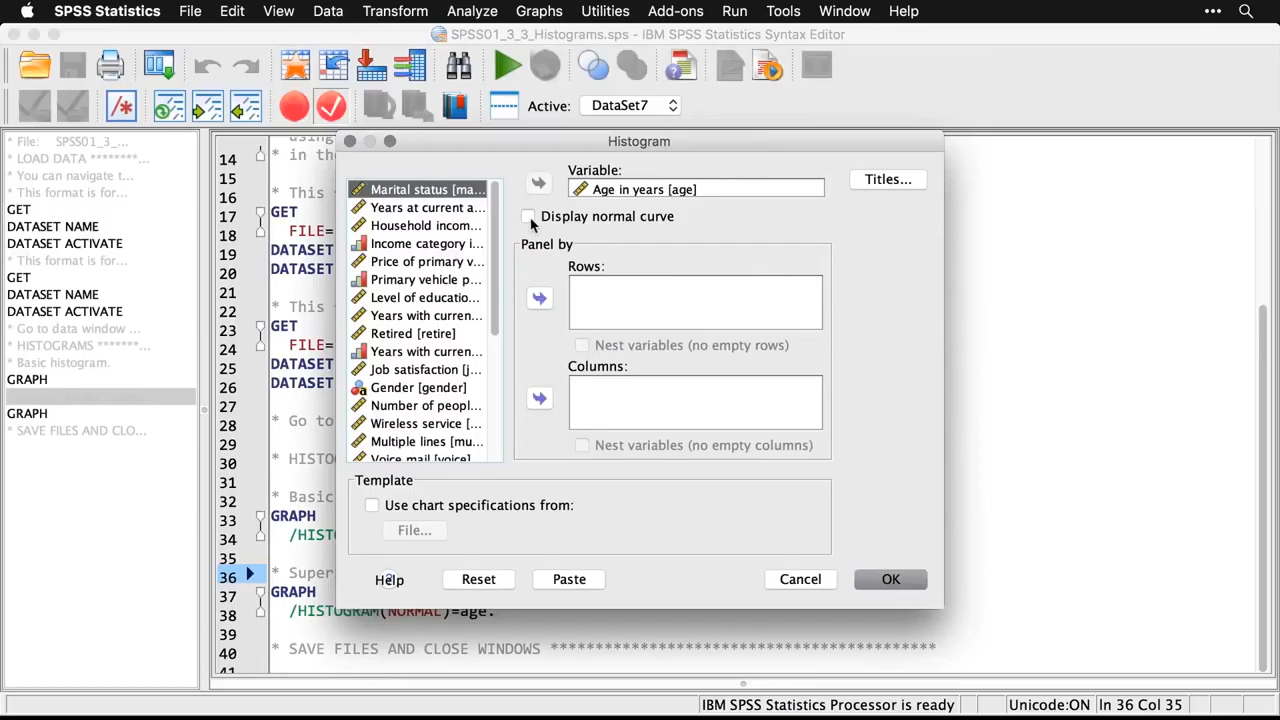 SPSS Statistics File Edit View Data Transform Analyze Graphs Utilities Add-ons Run Tools Window Help
SPSS01_3_3_Histograms.sps - IBM SPSS Statistics Syntax Editor
Active: DataSet7
* File: SPSS01_3_...
* LOAD DATA ********...
* You can navigate t...
* This format is for...
GET
DATASET NAME
DATASET ACTIVATE
* This format is for...
GET
DATASET NAME
DATASET ACTIVATE
* Go to data window ...
* HISTOGRAMS *******...
* Basic histogram.
GRAPH
GRAPH
* SAVE FILES AND CLO...
14 * in the
15
16 * This
17 GET
18 FILE=
19 DATASET
20 DATASET
21
22 * This
23 GET
24 FILE=
25 DATASET
26 DATASET
27
28 * Go to
29
30 * HISTO
31
32 * Basic
33 GRAPH
34 /HIST
35
36 * Super
37 GRAPH
38 /HISTOGRAM(NORMAL)=age.
39
40 * SAVE FILES AND CLOSE WINDOWS
41
Histogram
Marital status [ma...
Years at current a...
Household incom...
Income category i...
Price of primary v...
Primary vehicle p...
Level of educatio...
Years with curren...
Retired [retire]
Years with curren...
Job satisfaction [j...
Gender [gender]
Number of peopl...
Wireless service [...
Multiple lines [mu...
Voice mail [voice]
Variable:
Age in years [age]
Titles...
Display normal curve
Panel by
Rows:
Nest variables (no empty rows)
Columns:
Nest variables (no empty columns)
Template
Use chart specifications from:
File...
Help Reset Paste Cancel OK
IBM SPSS Statistics Processor is ready Unicode:ON In 36 Col 35